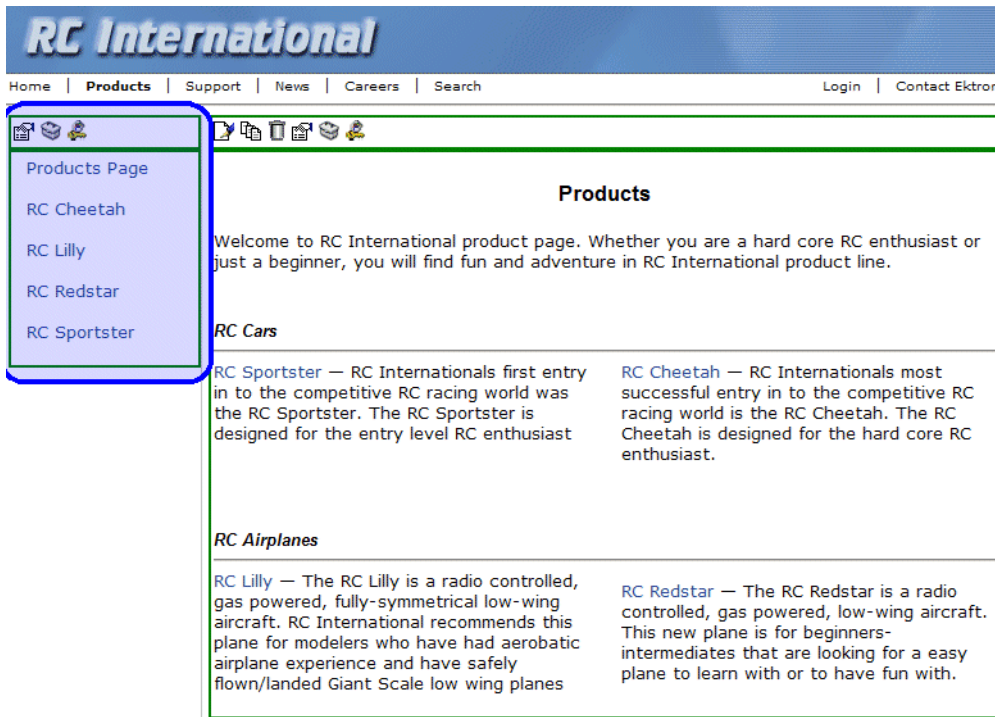 RC International
Home | Products | Support | News | Careers | Search Login | Contact Ektron
Products Page
RC Cheetah
RC Lilly
RC Redstar
RC Sportster
Products
Welcome to RC International product page. Whether you are a hard core RC enthusiast or
just a beginner, you will find fun and adventure in RC International product line.
RC Cars
RC Sportster — RC Internationals first entry
in to the competitive RC racing world was
the RC Sportster. The RC Sportster is
designed for the entry level RC enthusiast
RC Cheetah — RC Internationals most
successful entry in to the competitive RC
racing world is the RC Cheetah. The RC
Cheetah is designed for the hard core RC
enthusiast.
RC Airplanes
RC Lilly — The RC Lilly is a radio controlled,
gas powered, fully-symmetrical low-wing
aircraft. RC International recommends this
plane for modelers who have had aerobatic
airplane experience and have safely
flown/landed Giant Scale low wing planes
RC Redstar — The RC Redstar is a radio
controlled, gas powered, low-wing aircraft.
This new plane is for beginners-
intermediates that are looking for a easy
plane to learn with or to have fun with.